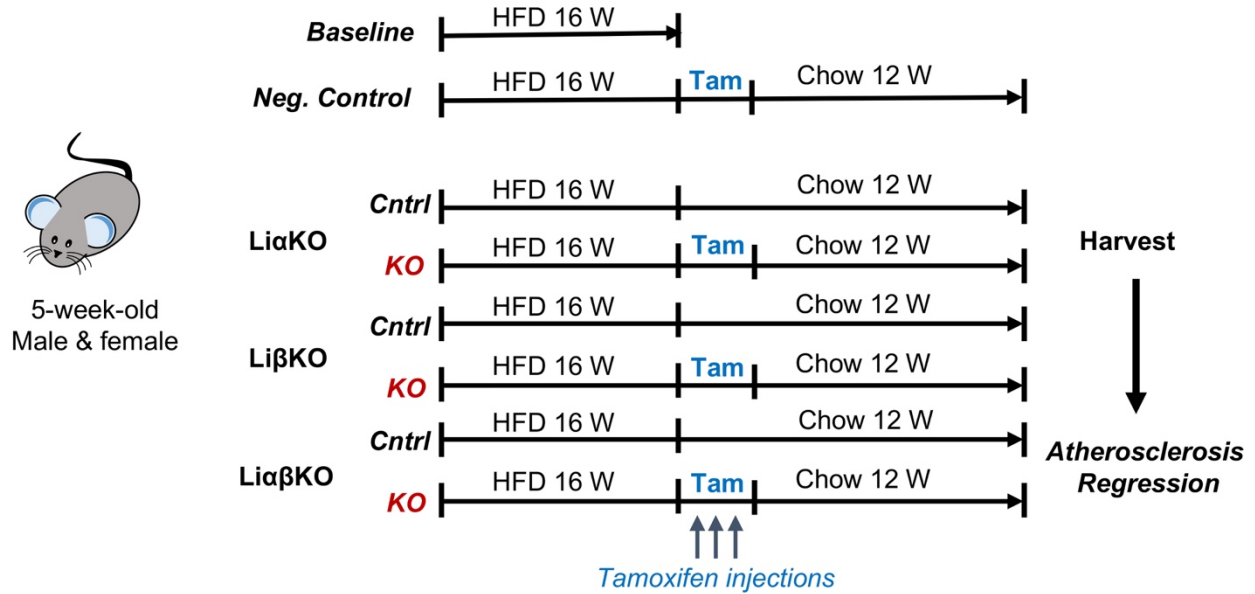 HFD 16 W
Baseline
HFD 16 W Tam Chow 12 W
Neg. Control
HFD 16 W Chow 12 W
Cntrl
LiαKO
HFD 16 W Tam Chow 12 W
KO
HFD 16 W Chow 12 W
Cntrl
LiβKO
HFD 16 W Tam Chow 12 W
KO
HFD 16 W Chow 12 W
Cntrl
LiαβKO
HFD 16 W Tam Chow 12 W
KO
Tamoxifen injections
5-week-old
Male & female
Harvest
Atherosclerosis
Regression